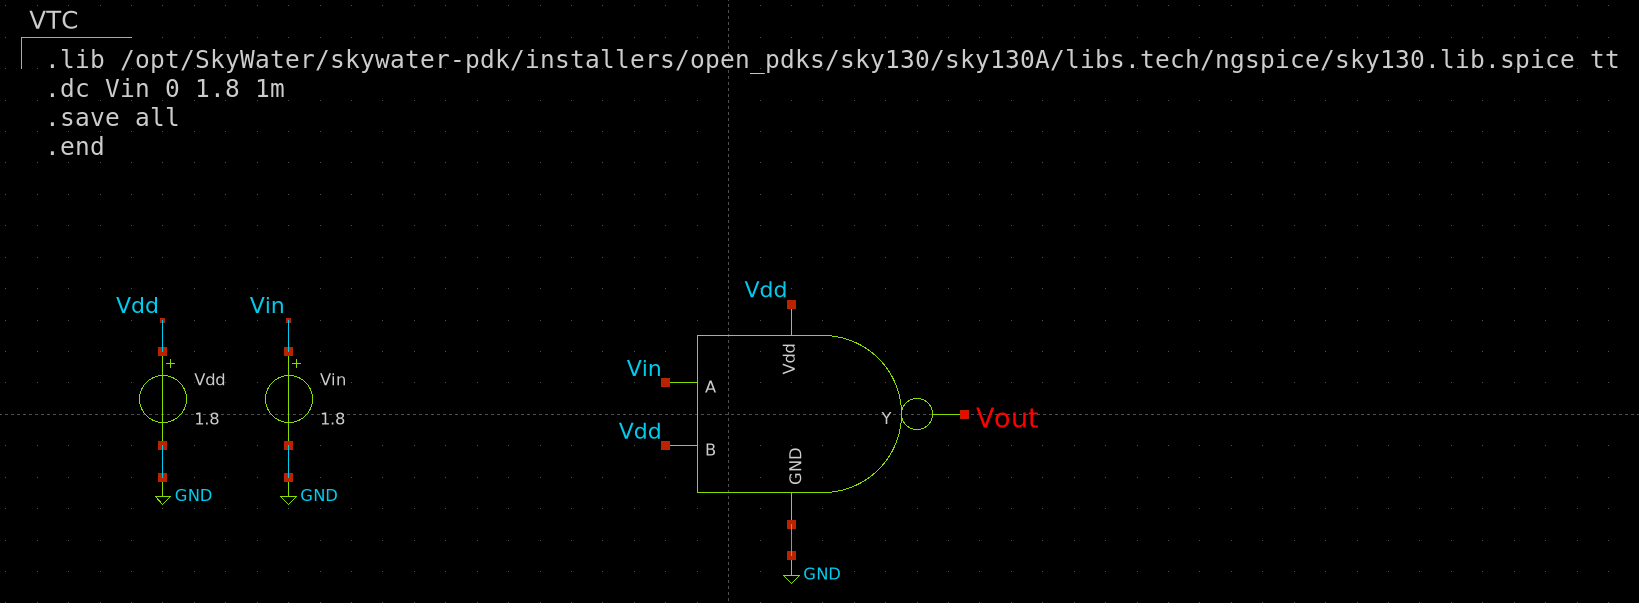 VTC
.lib /opt/SkyWater/skywater-pdk/installers/open_pdks/sky130/sky130A/libs.tech/ngspice/sky130.lib.spice tt
.dc Vin 0 1.8 1m
.save all
.end
Vdd
Vin
+
Vdd
1.8
GND
+
Vin
1.8
GND
Vdd
Vin
Vdd
A
B
Vdd
GND
Y
Vout
GND